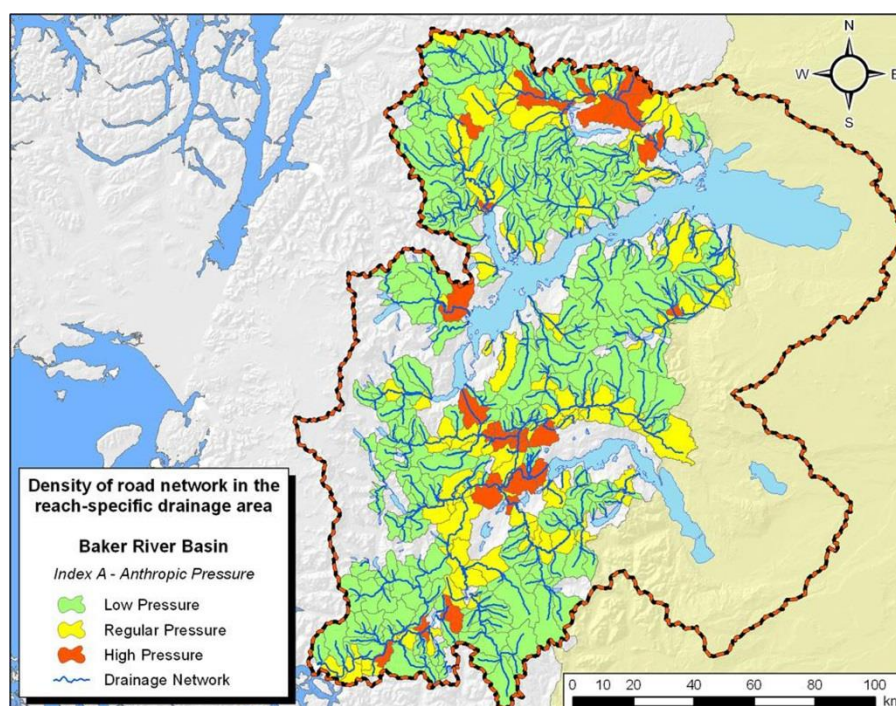 N
W E
S
Density of road network in the
reach-specific drainage area
Baker River Basin
Index A - Anthropic Pressure
Low Pressure
Regular Pressure
High Pressure
Drainage Network
0 10 20 40 60 80 100
km